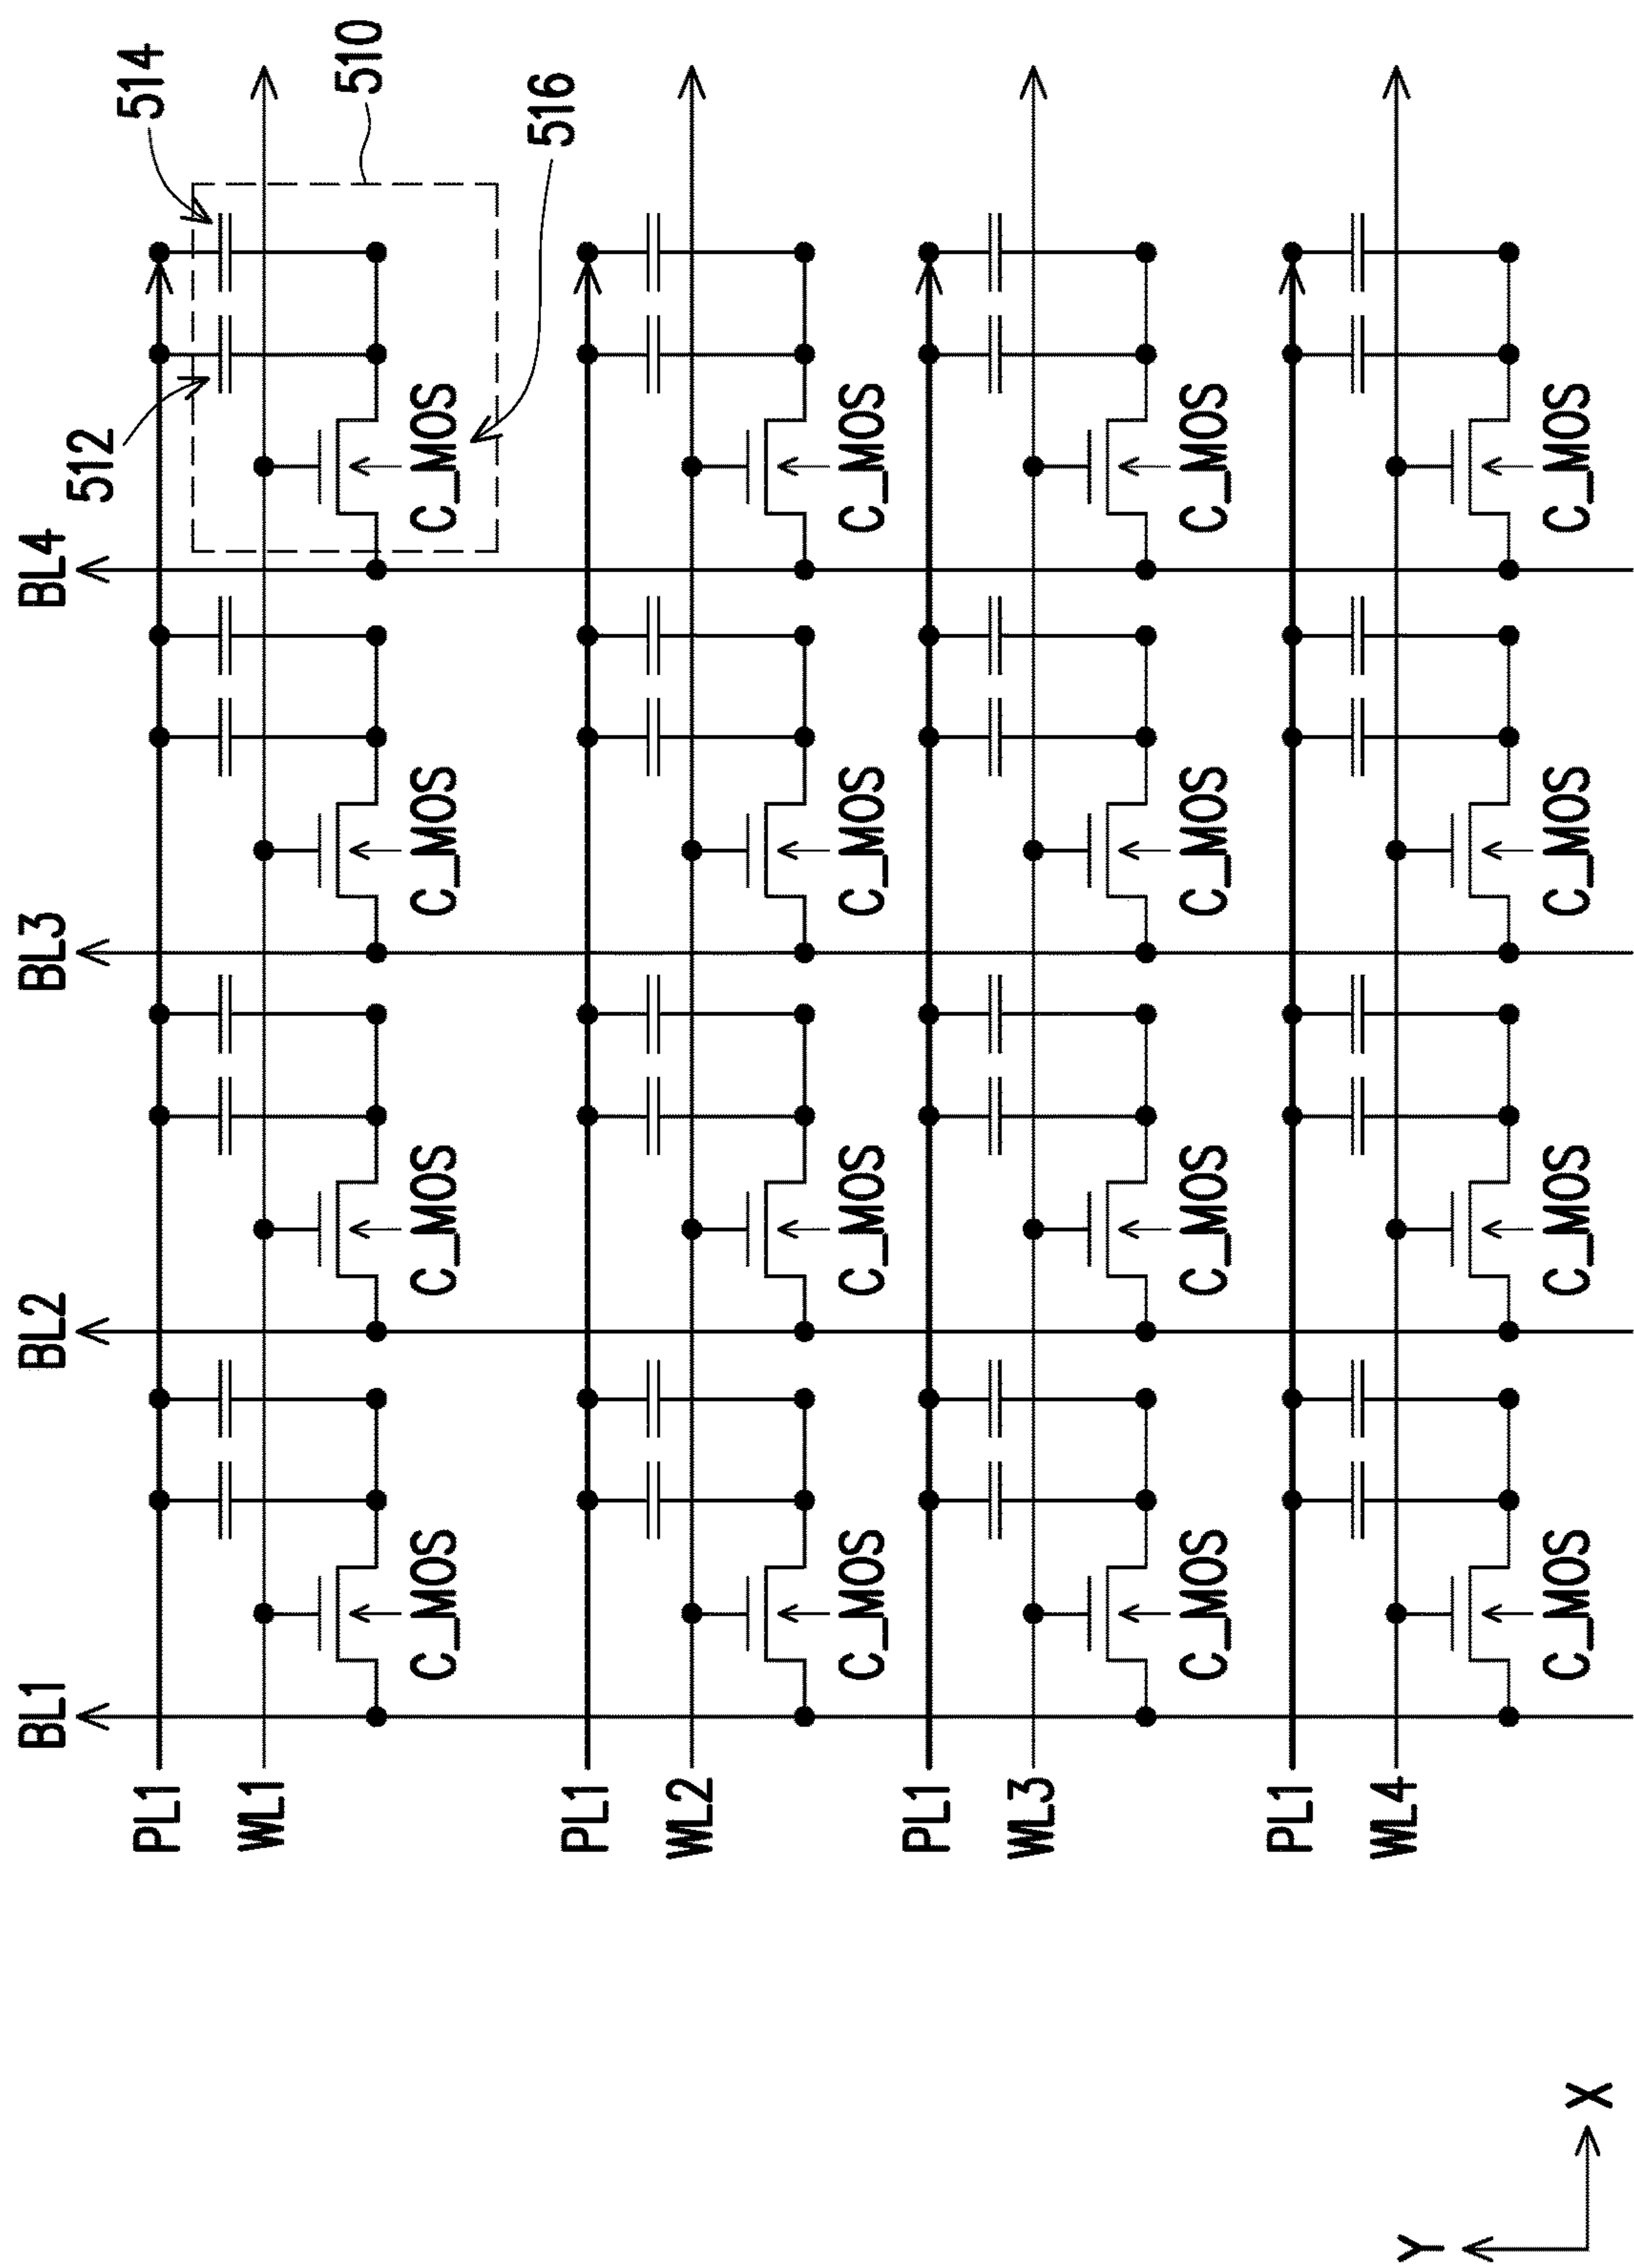 BL1 BL2 BL3 BL4
512
514
PL1
WL1
510
C_MOS C_MOS C_MOS C_MOS
516
PL1
WL2
C_MOS C_MOS C_MOS C_MOS
PL1
WL3
C_MOS C_MOS C_MOS C_MOS
PL1
WL4
C_MOS C_MOS C_MOS C_MOS
Y
X